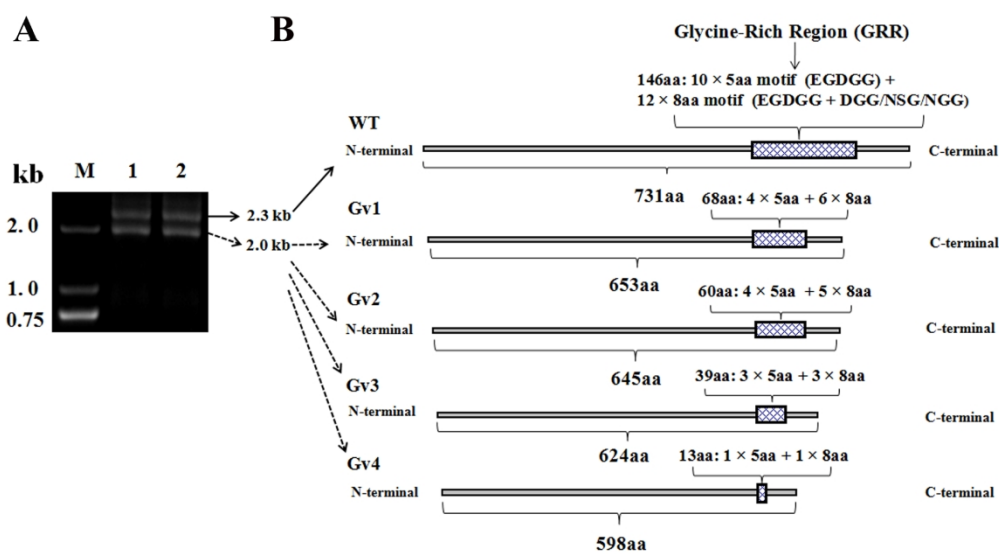 A
B
Glycine-Rich Region (GRR)
146aa: 10 × 5aa motif (EGDGG) +
12 × 8aa motif (EGDGG + DGG/NSG/NGG)
WT
N-terminal
C-terminal
731aa
kb
M 1 2
2.0
1.0
0.75
2.3 kb
2.0 kb
Gv1
68aa: 4 × 5aa + 6 × 8aa
N-terminal
C-terminal
653aa
Gv2
60aa: 4 × 5aa + 5 × 8aa
N-terminal
C-terminal
645aa
Gv3
39aa: 3 × 5aa + 3 × 8aa
N-terminal
C-terminal
624aa
Gv4
13aa: 1 × 5aa + 1 × 8aa
N-terminal
C-terminal
598aa